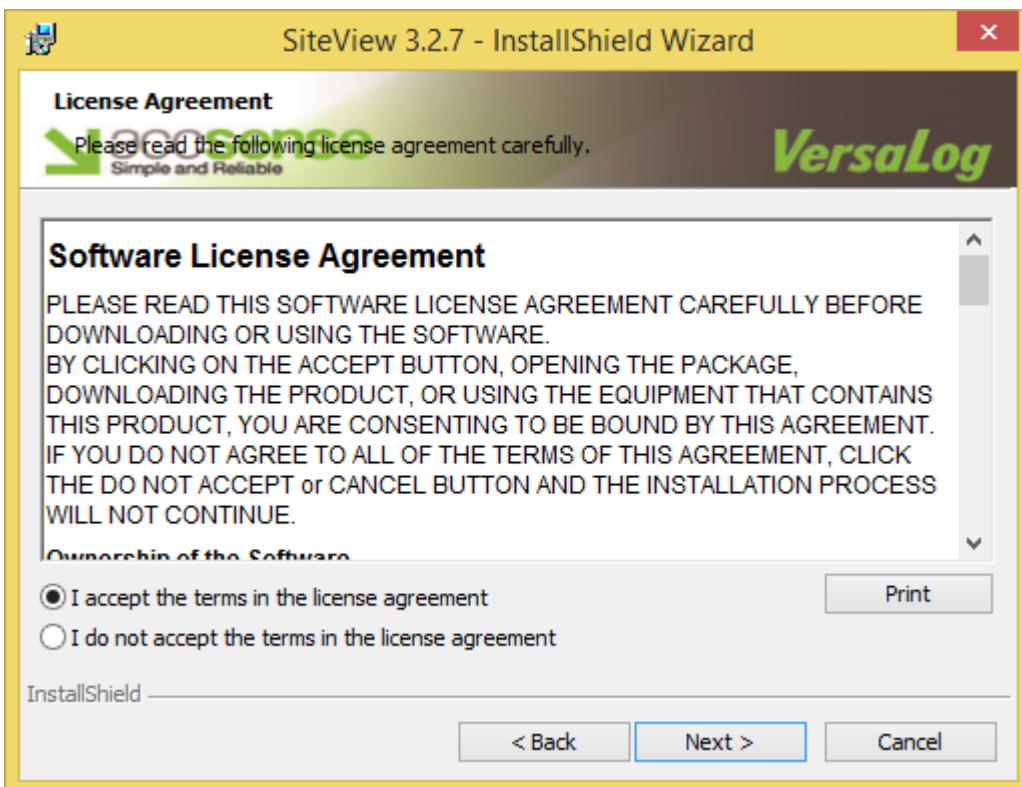 SiteView 3.2.7 - InstallShield Wizard
License Agreement
Please read the following license agreement carefully.
accsense
Simple and Reliable
VersaLog
Software License Agreement
PLEASE READ THIS SOFTWARE LICENSE AGREEMENT CAREFULLY BEFORE
DOWNLOADING OR USING THE SOFTWARE.
BY CLICKING ON THE ACCEPT BUTTON, OPENING THE PACKAGE,
DOWNLOADING THE PRODUCT, OR USING THE EQUIPMENT THAT CONTAINS
THIS PRODUCT, YOU ARE CONSENTING TO BE BOUND BY THIS AGREEMENT.
IF YOU DO NOT AGREE TO ALL OF THE TERMS OF THIS AGREEMENT, CLICK
THE DO NOT ACCEPT or CANCEL BUTTON AND THE INSTALLATION PROCESS
WILL NOT CONTINUE.
Ownership of the Software
I accept the terms in the license agreement
Print
I do not accept the terms in the license agreement
InstallShield
< Back
Next >
Cancel